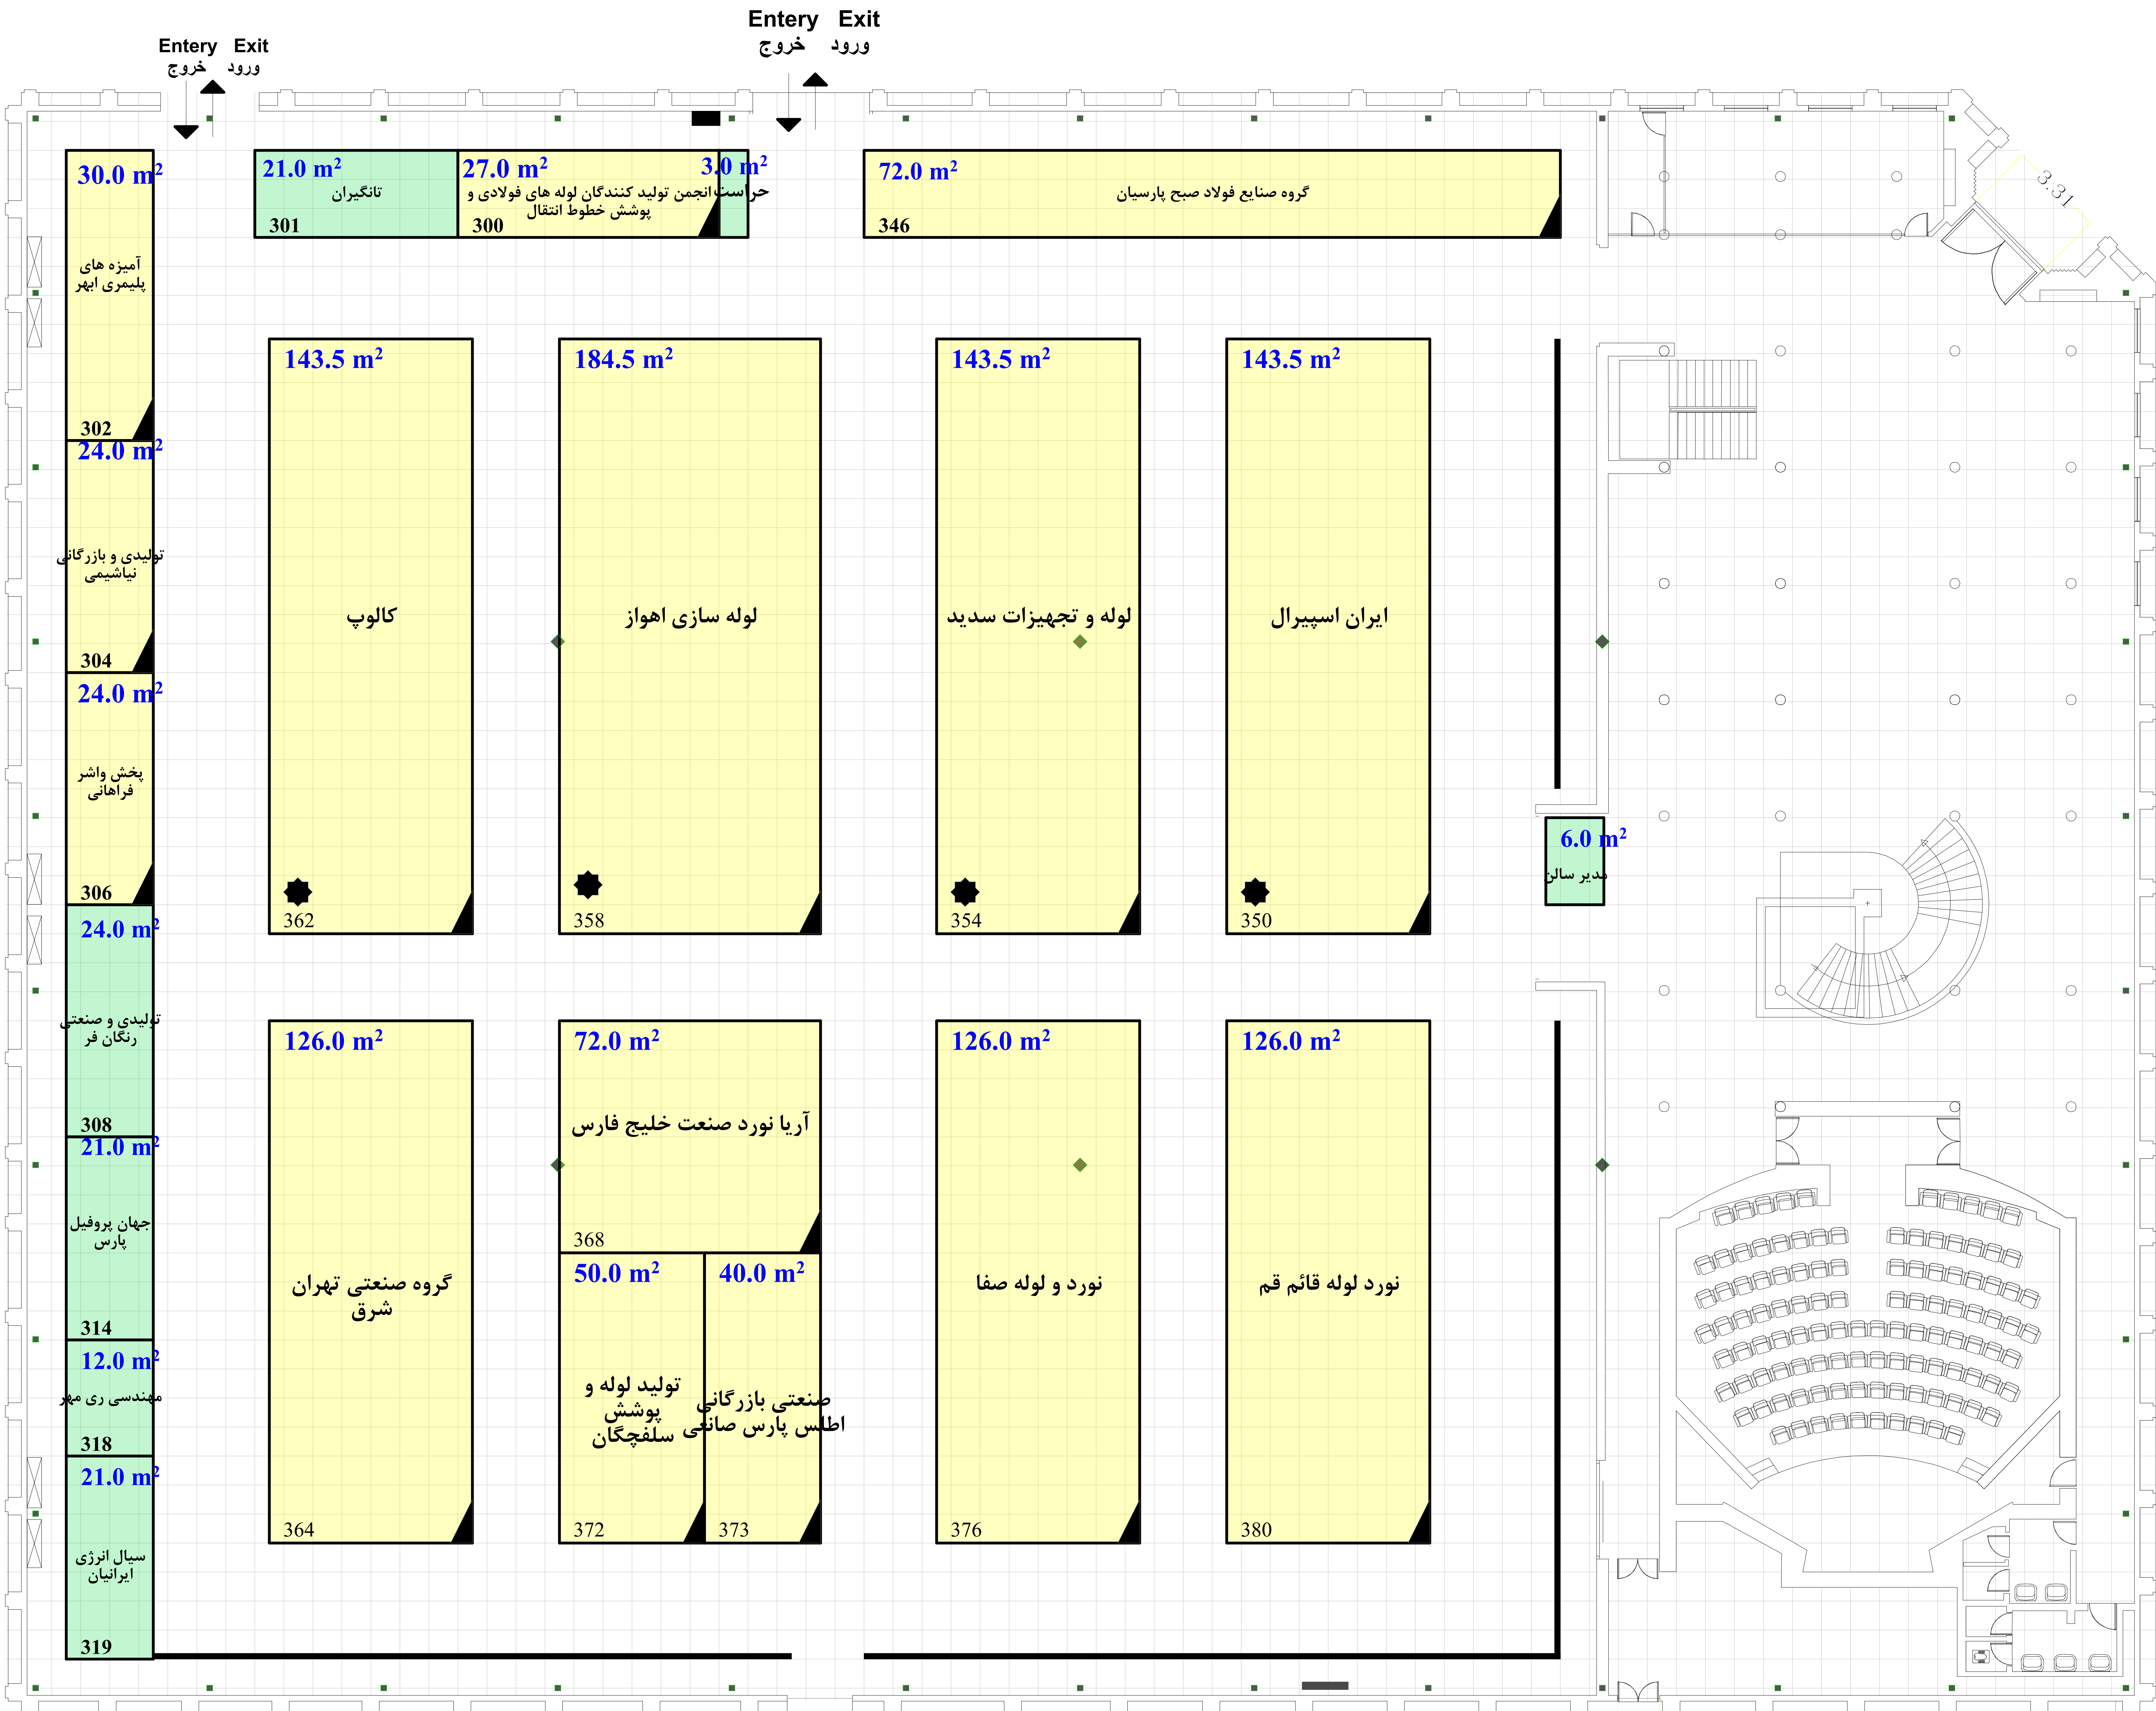 Entery Exit
خروج ورود
Entery Exit
خروج ورود
30.0 m²
آمیزه های
پلیمری ابهر
302
21.0 m²
تانگیران
301
27.0 m²
انجمن تولید کنندگان لوله های فولادی و
پوشش خطوط انتقال
300
3.0 m²
حراست
72.0 m²
گروه صنایع فولاد صبح پارسیان
346
3.31
24.0 m²
تولیدی و بازرگانی
نیاشیمی
304
24.0 m²
پخش واشر
فراهانی
306
24.0 m²
تولیدی و صنعتی
رنگان فر
308
21.0 m²
جهان پروفیل
پارس
314
12.0 m²
مهندسی ری مهر
318
21.0 m²
سیال انرژی
ایرانیان
319
143.5 m²
کالوپ
362
184.5 m²
لوله سازی اهواز
358
143.5 m²
لوله و تجهیزات سدید
354
143.5 m²
ایران اسپیرال
350
6.0 m²
مدیر سالن
126.0 m²
گروه صنعتی تهران
شرق
364
72.0 m²
آریا نورد صنعت خلیج فارس
368
50.0 m²
تولید لوله و
پوشش
سلفچگان
372
40.0 m²
صنعتی بازرگانی
اطلس پارس صانعی
373
126.0 m²
نورد و لوله صفا
376
126.0 m²
نورد لوله قائم قم
380